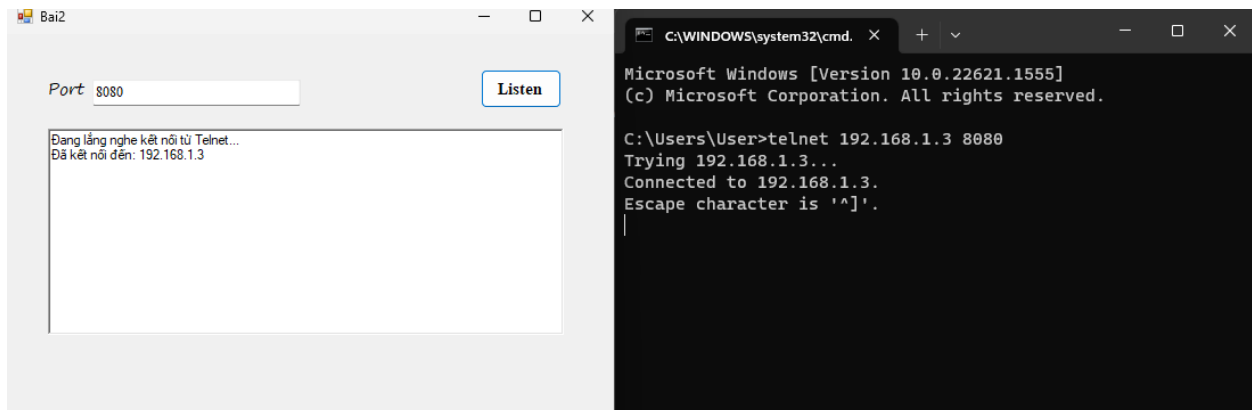 Bai2
Port 8080
Listen
Đang lắng nghe kết nối từ Telnet...
Đã kết nối đến: 192.168.1.3
C:\WINDOWS\system32\cmd.
Microsoft Windows [Version 10.0.22621.1555]
(c) Microsoft Corporation. All rights reserved.
C:\Users\User>telnet 192.168.1.3 8080
Trying 192.168.1.3...
Connected to 192.168.1.3.
Escape character is '^]'.